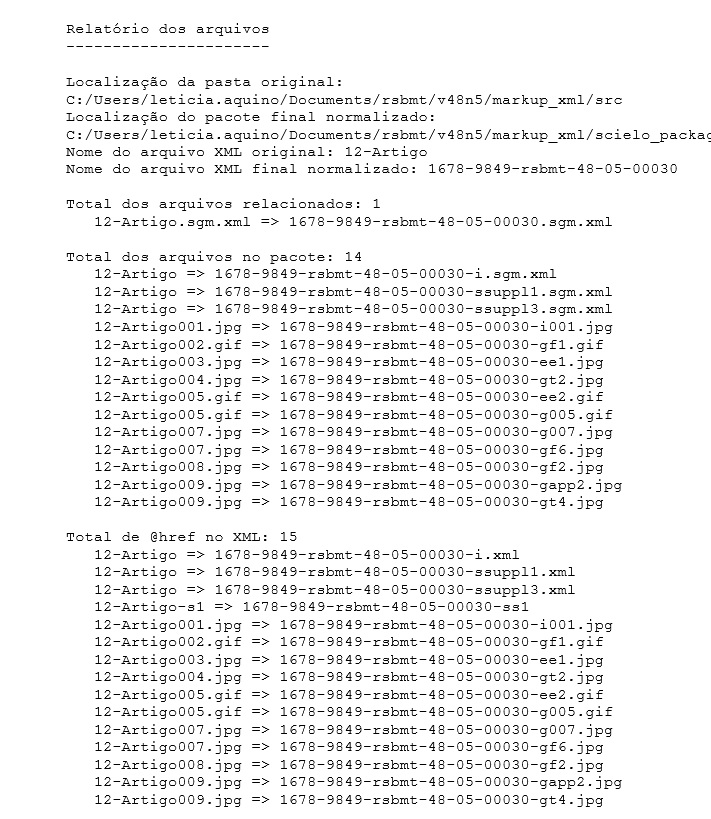 Relatório dos arquivos
----------------------
Localização da pasta original:
C:/Users/leticia.aquino/Documents/rsbmt/v48n5/markup_xml/src
Localização do pacote final normalizado:
C:/Users/leticia.aquino/Documents/rsbmt/v48n5/markup_xml/scielo_packag
Nome do arquivo XML original: 12-Artigo
Nome do arquivo XML final normalizado: 1678-9849-rsbmt-48-05-00030
Total dos arquivos relacionados: 1
12-Artigo.sgm.xml => 1678-9849-rsbmt-48-05-00030.sgm.xml
Total dos arquivos no pacote: 14
12-Artigo => 1678-9849-rsbmt-48-05-00030-i.sgm.xml
12-Artigo => 1678-9849-rsbmt-48-05-00030-ssuppl1.sgm.xml
12-Artigo => 1678-9849-rsbmt-48-05-00030-ssuppl3.sgm.xml
12-Artigo001.jpg => 1678-9849-rsbmt-48-05-00030-i001.jpg
12-Artigo002.gif => 1678-9849-rsbmt-48-05-00030-gf1.gif
12-Artigo003.jpg => 1678-9849-rsbmt-48-05-00030-ee1.jpg
12-Artigo004.jpg => 1678-9849-rsbmt-48-05-00030-gt2.jpg
12-Artigo005.gif => 1678-9849-rsbmt-48-05-00030-ee2.gif
12-Artigo005.gif => 1678-9849-rsbmt-48-05-00030-g005.gif
12-Artigo007.jpg => 1678-9849-rsbmt-48-05-00030-g007.jpg
12-Artigo007.jpg => 1678-9849-rsbmt-48-05-00030-gf6.jpg
12-Artigo008.jpg => 1678-9849-rsbmt-48-05-00030-gf2.jpg
12-Artigo009.jpg => 1678-9849-rsbmt-48-05-00030-gapp2.jpg
12-Artigo009.jpg => 1678-9849-rsbmt-48-05-00030-gt4.jpg
Total de @href no XML: 15
12-Artigo => 1678-9849-rsbmt-48-05-00030-i.xml
12-Artigo => 1678-9849-rsbmt-48-05-00030-ssuppl1.xml
12-Artigo => 1678-9849-rsbmt-48-05-00030-ssuppl3.xml
12-Artigo-s1 => 1678-9849-rsbmt-48-05-00030-ss1
12-Artigo001.jpg => 1678-9849-rsbmt-48-05-00030-i001.jpg
12-Artigo002.gif => 1678-9849-rsbmt-48-05-00030-gf1.gif
12-Artigo003.jpg => 1678-9849-rsbmt-48-05-00030-ee1.jpg
12-Artigo004.jpg => 1678-9849-rsbmt-48-05-00030-gt2.jpg
12-Artigo005.gif => 1678-9849-rsbmt-48-05-00030-ee2.gif
12-Artigo005.gif => 1678-9849-rsbmt-48-05-00030-g005.gif
12-Artigo007.jpg => 1678-9849-rsbmt-48-05-00030-g007.jpg
12-Artigo007.jpg => 1678-9849-rsbmt-48-05-00030-gf6.jpg
12-Artigo008.jpg => 1678-9849-rsbmt-48-05-00030-gf2.jpg
12-Artigo009.jpg => 1678-9849-rsbmt-48-05-00030-gapp2.jpg
12-Artigo009.jpg => 1678-9849-rsbmt-48-05-00030-gt4.jpg